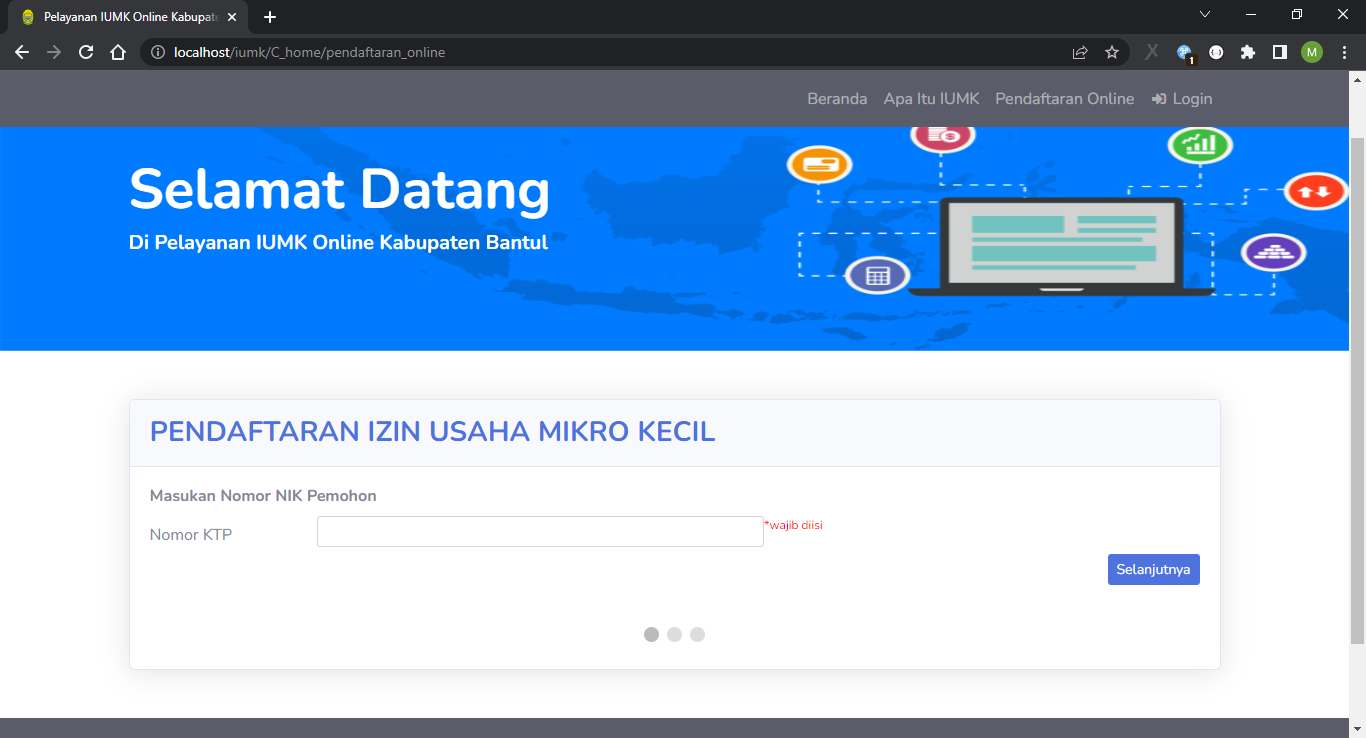 Pelayanan IUMK Online Kabupate
localhost/iumk/C_home/pendaftaran_online
1
M
Beranda Apa Itu IUMK Pendaftaran Online Login
Selamat Datang
Di Pelayanan IUMK Online Kabupaten Bantul
PENDAFTARAN IZIN USAHA MIKRO KECIL
Masukan Nomor NIK Pemohon
Nomor KTP *wajib diisi
Selanjutnya